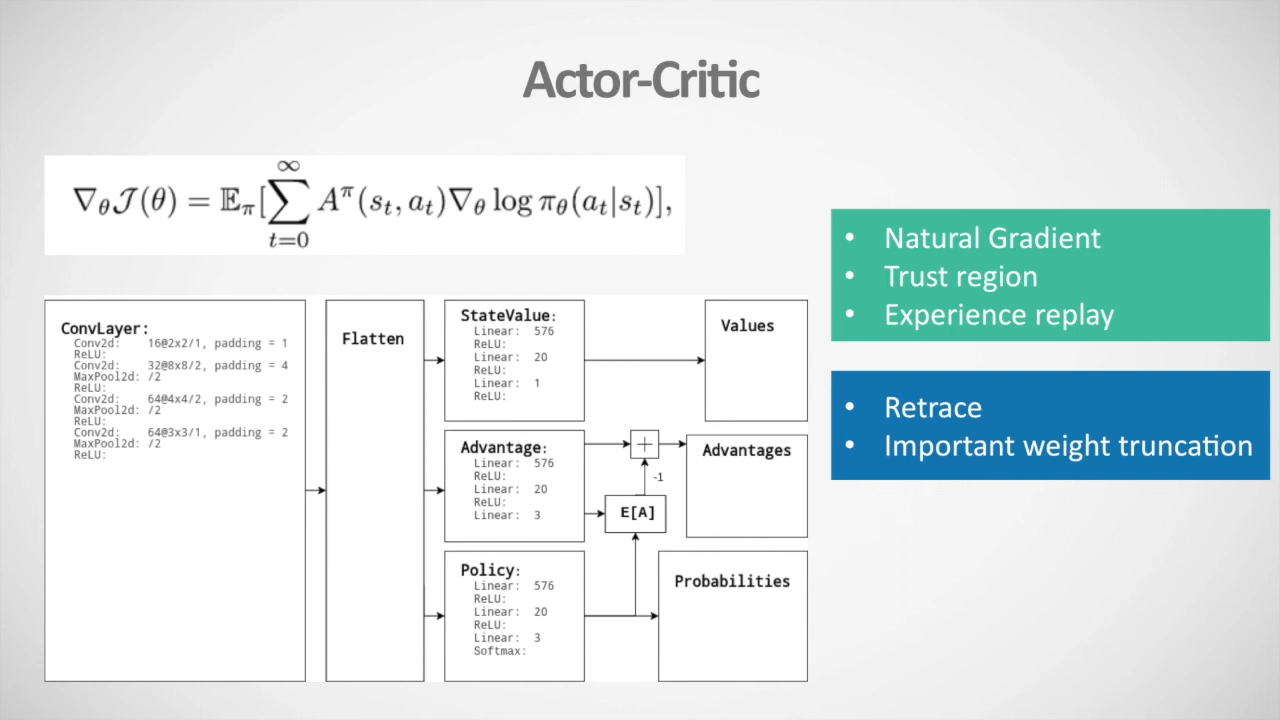 Actor-Critic
∇θJ(θ) = 𝔼π[∑_{t=0}^{∞} A^π(s_t, a_t)∇θ log πθ(a_t|s_t)],
• Natural Gradient
• Trust region
• Experience replay
• Retrace
• Important weight truncation
ConvLayer:
Conv2d: 16@2x2/1, padding = 1
ReLU:
Conv2d: 32@8x8/2, padding = 4
MaxPool2d: /2
ReLU:
Conv2d: 64@4x4/2, padding = 2
MaxPool2d: /2
ReLU:
Conv2d: 64@3x3/1, padding = 2
MaxPool2d: /2
ReLU:
Flatten
StateValue:
Linear: 576
ReLU:
Linear: 20
ReLU:
Linear: 1
ReLU:
Values
Advantage:
Linear: 576
ReLU:
Linear: 20
ReLU:
Linear: 3
+
-1
E[A]
Advantages
Policy:
Linear: 576
ReLU:
Linear: 20
ReLU:
Linear: 3
Softmax:
Probabilities